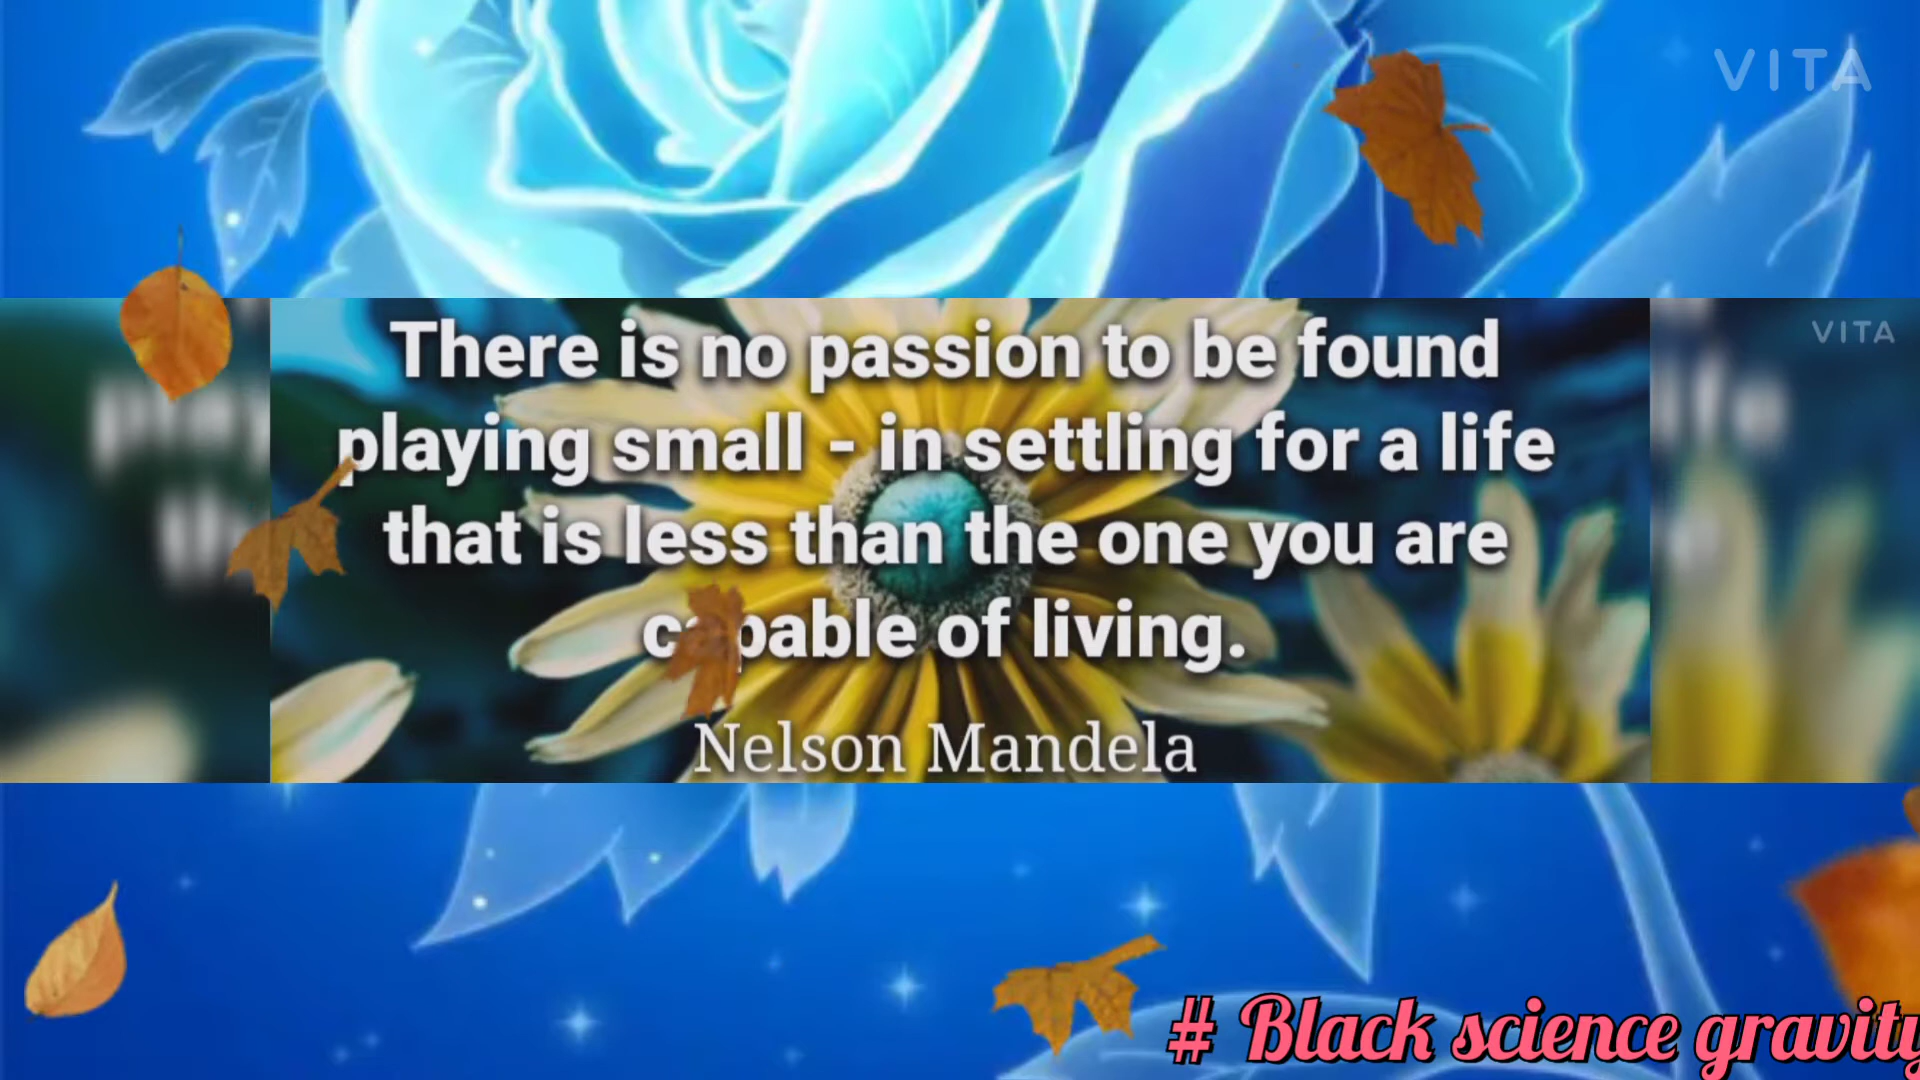 VITA
VITA
There is no passion to be found
playing small - in settling for a life
that is less than the one you are
capable of living.
Nelson Mandela
# Black science gravity